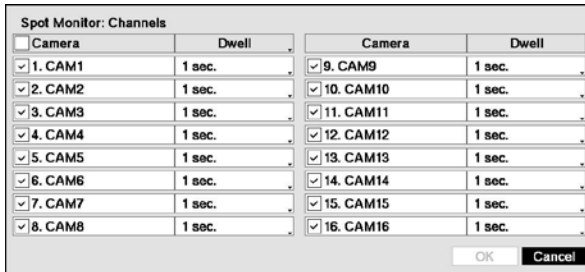 Spot Monitor: Channels
Camera Dwell Camera Dwell
1. CAM1 1 sec. 9. CAM9 1 sec.
2. CAM2 1 sec. 10. CAM10 1 sec.
3. CAM3 1 sec. 11. CAM11 1 sec.
4. CAM4 1 sec. 12. CAM12 1 sec.
5. CAM5 1 sec. 13. CAM13 1 sec.
6. CAM6 1 sec. 14. CAM14 1 sec.
7. CAM7 1 sec. 15. CAM15 1 sec.
8. CAM8 1 sec. 16. CAM16 1 sec.
OK Cancel